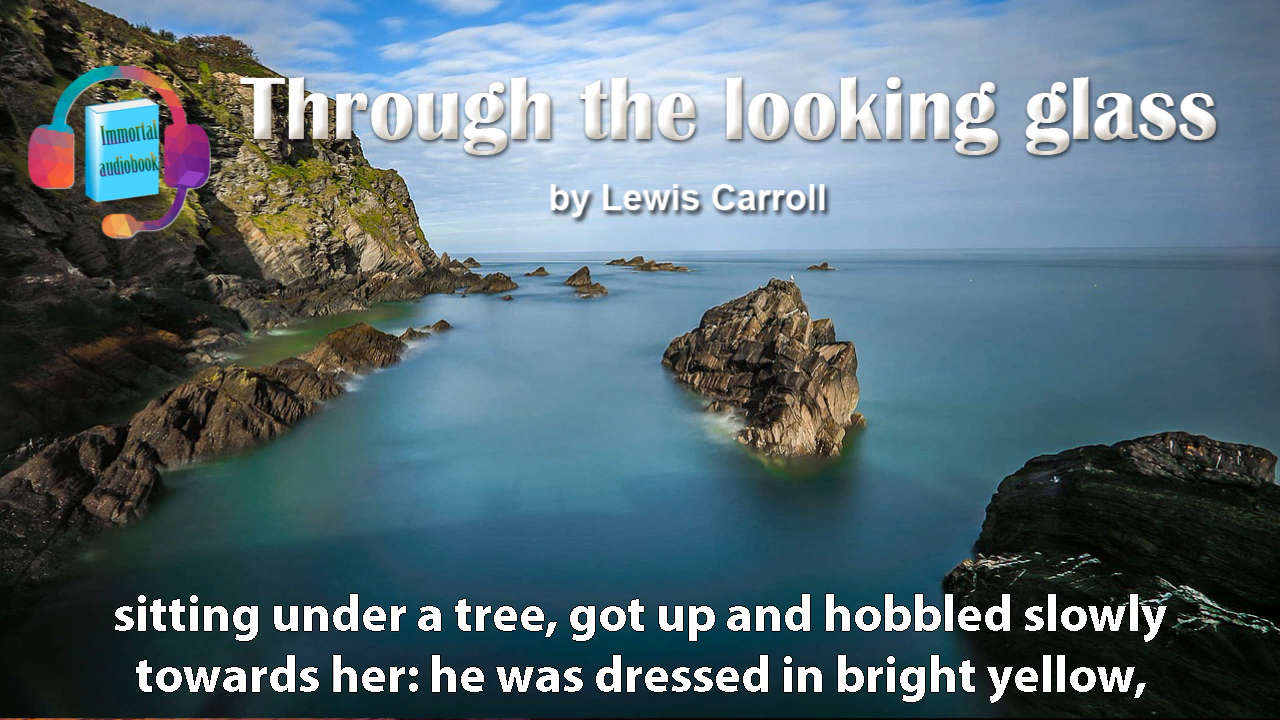 Through the looking glass
Immortal
audiobook
by Lewis Carroll
sitting under a tree, got up and hobbled slowly
towards her: he was dressed in bright yellow,